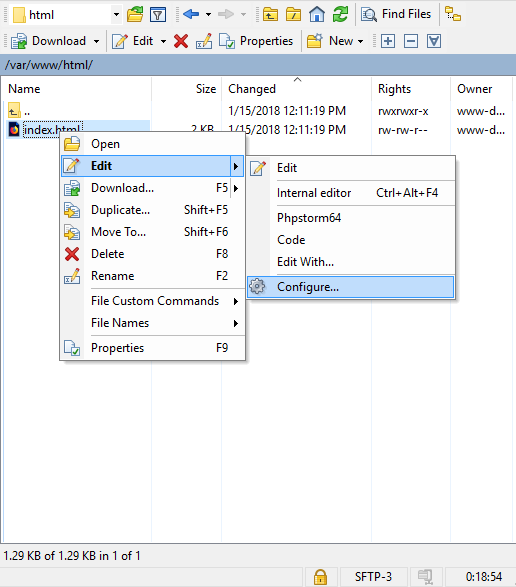 html
Find Files
Download
Edit
Properties
New
/var/www/html/
Name Size Changed Rights Owner
.. 1/15/2018 12:11:19 PM rwxrwxr-x www-d...
index.html 2 KB 1/15/2018 12:11:19 PM rw-rw-r-- www-d...
Open
Edit
Download... F5
Duplicate... Shift+F5
Move To... Shift+F6
Delete F8
Rename F2
File Custom Commands
File Names
Properties F9
Edit
Internal editor Ctrl+Alt+F4
Phpstorm64
Code
Edit With...
Configure...
1.29 KB of 1.29 KB in 1 of 1
SFTP-3 0:18:54